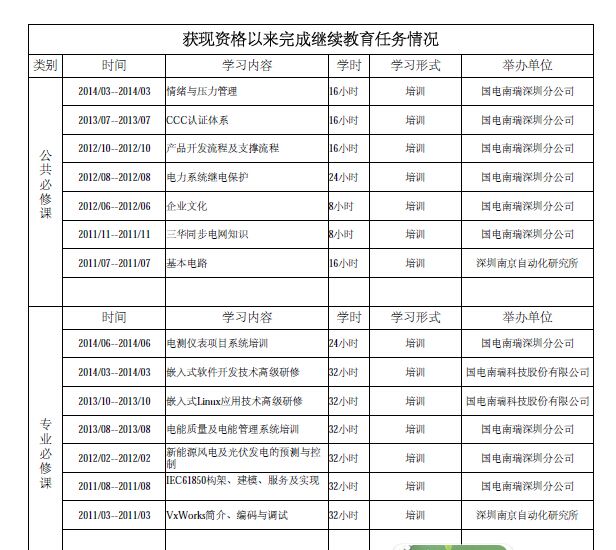 获现资格以来完成继续教育任务情况
类别 时间 学习内容 学时 学习形式 举办单位
公共必修课
2014/03--2014/03 情绪与压力管理 16小时 培训 国电南瑞深圳分公司
2013/07--2013/07 CCC认证体系 16小时 培训 国电南瑞深圳分公司
2012/10--2012/10 产品开发流程及支撑流程 16小时 培训 国电南瑞深圳分公司
2012/08--2012/08 电力系统继电保护 24小时 培训 国电南瑞深圳分公司
2012/06--2012/06 企业文化 8小时 培训 国电南瑞深圳分公司
2011/11--2011/11 三华同步电网知识 8小时 培训 国电南瑞深圳分公司
2011/07--2011/07 基本电路 16小时 培训 深圳南京自动化研究所
时间 学习内容 学时 学习形式 举办单位
专业必修课
2014/06--2014/06 电测仪表项目系统培训 24小时 培训 国电南瑞深圳分公司
2014/03--2014/03 嵌入式软件开发技术高级研修 32小时 培训 国电南瑞科技股份有限公司
2013/10--2013/10 嵌入式Linux应用技术高级研修 32小时 培训 国电南瑞科技股份有限公司
2013/08--2013/08 电能质量及电能管理系统培训 32小时 培训 国电南瑞深圳分公司
2012/02--2012/02 新能源风电及光伏发电的预测与控制 32小时 培训 国电南瑞深圳分公司
2011/08--2011/08 IEC61850构架、建模、服务及实现 32小时 培训 国电南瑞深圳分公司
2011/03--2011/03 VxWorks简介、编码与调试 32小时 培训 深圳南京自动化研究所